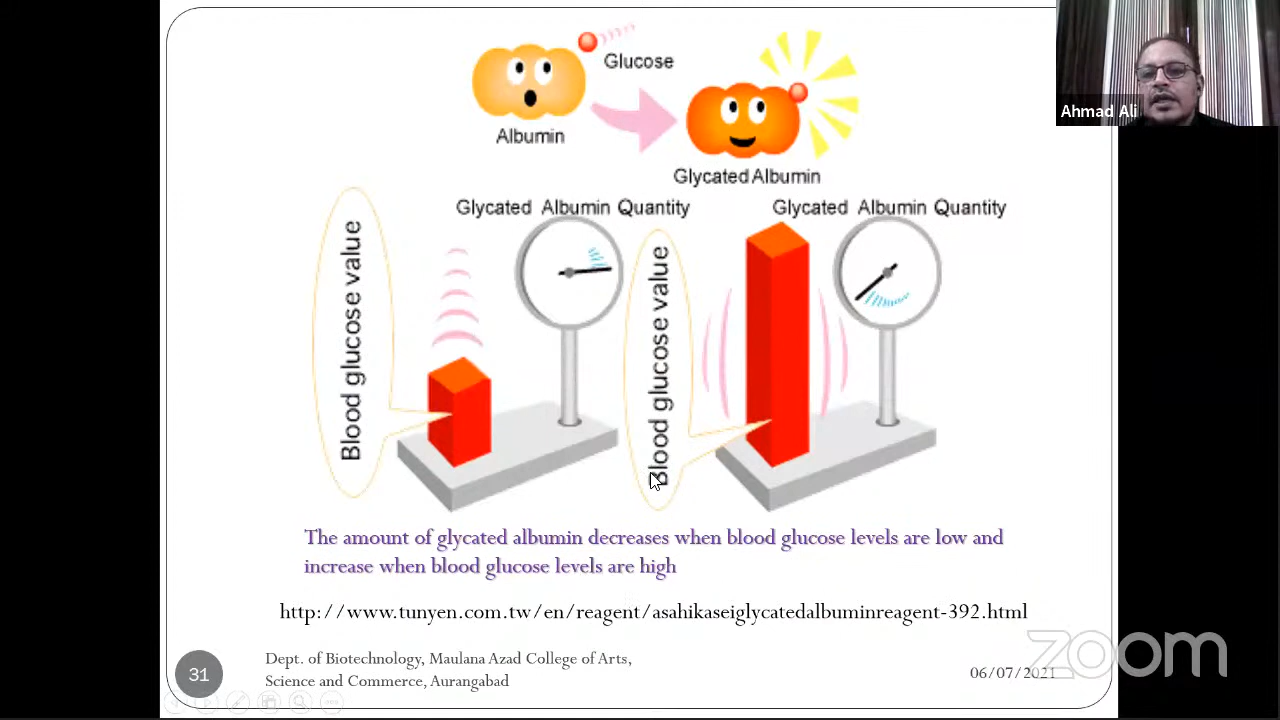 Glucose
Ahmad Ali
Albumin
Glycated Albumin
Glycated Albumin Quantity
Glycated Albumin Quantity
Blood glucose value
Blood glucose value
The amount of glycated albumin decreases when blood glucose levels are low and
increase when blood glucose levels are high
http://www.tunyen.com.tw/en/reagent/asahikaseiglycatedalbuminreagent-392.html
zoom
31
Dept. of Biotechnology, Maulana Azad College of Arts,
Science and Commerce, Aurangabad
06/07/2021